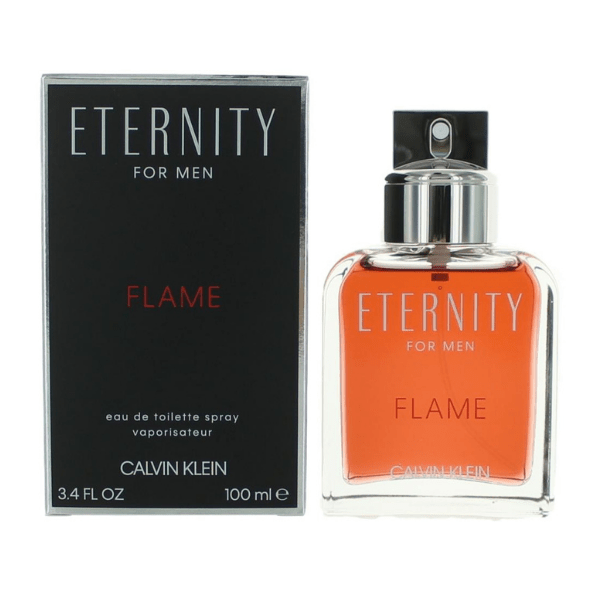 ETERNITY
FOR MEN
FLAME
eau de toilette spray
vaporisateur
CALVIN KLEIN
3.4 FL OZ 100 ml ℮
ETERNITY
FOR MEN
FLAME
CALVIN KLEIN